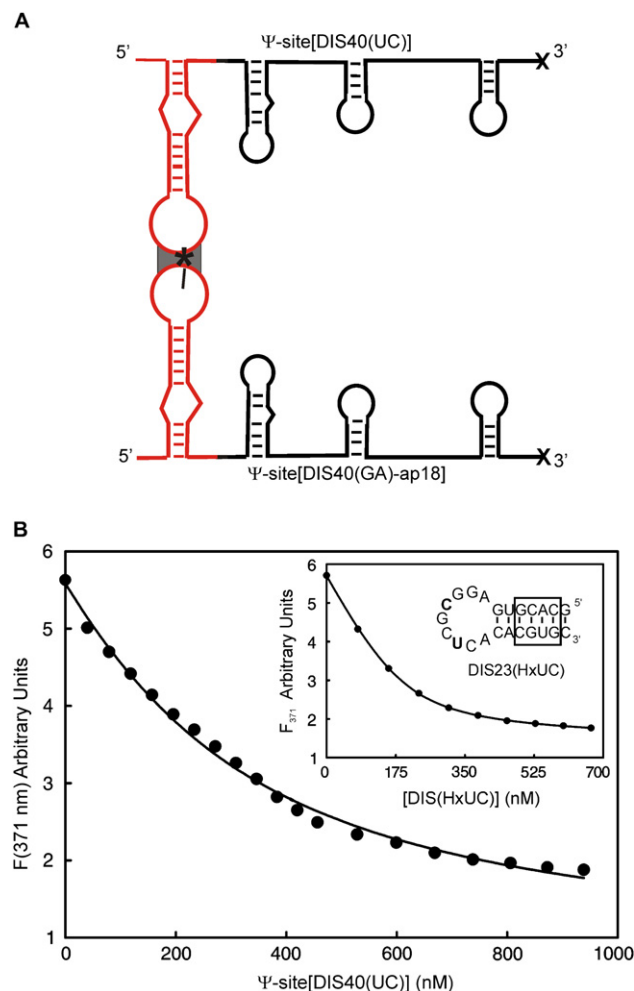 A
Ψ-site[DIS40(UC)]
5’
X 3’
*
5’
X 3’
Ψ-site[DIS40(GA)-ap18]
B
F(371 nm) Arbitrary Units
6
5
4
3
2
1
0
200
400
600
800
1000
Ψ-site[DIS40(UC)] (nM)
F371 Arbitrary Units
6
5
4
3
2
1
0
175
350
525
700
[DIS(HxUC)] (nM)
G G A G U G C A C G 5'
C
G
C U C A C A C G U G C 3'
DIS23(HxUC)